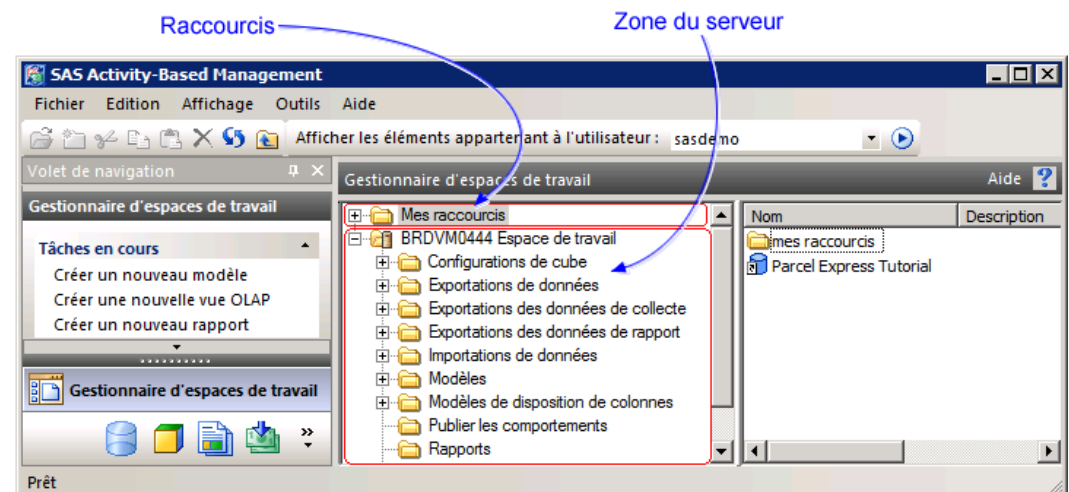 Raccourcis
Zone du serveur
SAS Activity-Based Management
Fichier Edition Affichage Outils Aide
Afficher les éléments appartenant à l'utilisateur : sasdemo
Volet de navigation
Gestionnaire d'espaces de travail
Aide ?
Gestionnaire d'espaces de travail
Tâches en cours
Créer un nouveau modèle
Créer une nouvelle vue OLAP
Créer un nouveau rapport
Gestionnaire d'espaces de travail
Mes raccourcis
BRDVM0444 Espace de travail
Configurations de cube
Exportations de données
Exportations des données de collecte
Exportations des données de rapport
Importations de données
Modèles
Modèles de disposition de colonnes
Publier les comportements
Rapports
Nom Description
mes raccourcis
Parcel Express Tutorial
Prêt